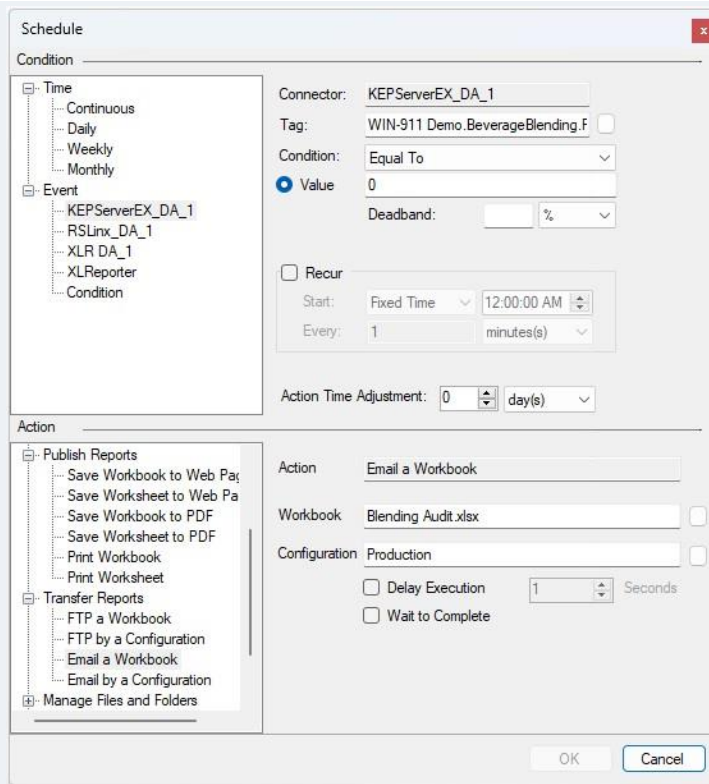 Schedule
x
Condition
Time
Continuous
Daily
Weekly
Monthly
Event
KEPServerEX_DA_1
RSLinx_DA_1
XLR DA_1
XLReporter
Condition
Connector: KEPServerEX_DA_1
Tag: WIN-911 Demo.BeverageBlending.F
Condition: Equal To
Value 0
Deadband: %
Recur
Start: Fixed Time 12:00:00 AM
Every: 1 minutes(s)
Action Time Adjustment: 0 day(s)
Action
Publish Reports
Save Workbook to Web Pag
Save Worksheet to Web Pa
Save Workbook to PDF
Save Worksheet to PDF
Print Workbook
Print Worksheet
Transfer Reports
FTP a Workbook
FTP by a Configuration
Email a Workbook
Email by a Configuration
Manage Files and Folders
Action Email a Workbook
Workbook Blending Audit.xlsx
Configuration Production
Delay Execution 1 Seconds
Wait to Complete
OK Cancel